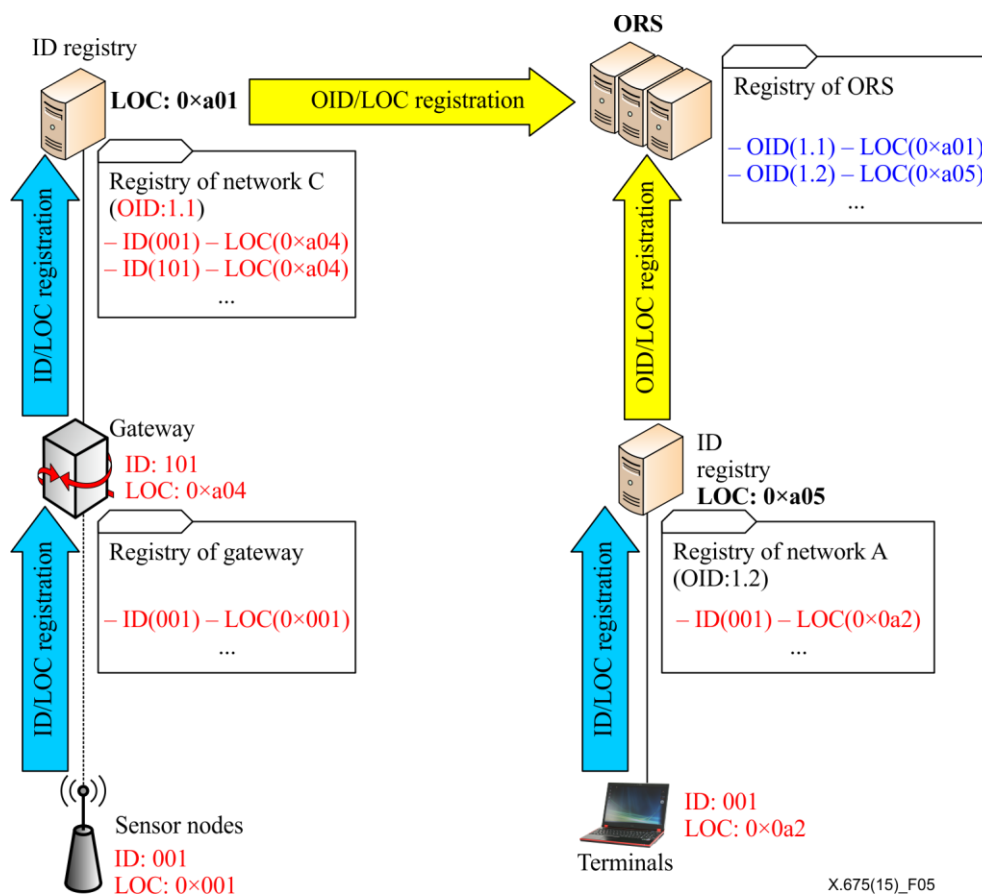 ID registry
LOC: 0×a01
OID/LOC registration
ORS
Registry of ORS
– OID(1.1) – LOC(0×a01)
– OID(1.2) – LOC(0×a05)
...
ID/LOC registration
Registry of network C
(OID:1.1)
– ID(001) – LOC(0×a04)
– ID(101) – LOC(0×a04)
...
OID/LOC registration
Gateway
ID: 101
LOC: 0×a04
ID
registry
LOC: 0×a05
ID/LOC registration
Registry of gateway
– ID(001) – LOC(0×001)
...
ID/LOC registration
Registry of network A
(OID:1.2)
– ID(001) – LOC(0×0a2)
...
Sensor nodes
ID: 001
LOC: 0×001
ID: 001
LOC: 0×0a2
Terminals
X.675(15)_F05